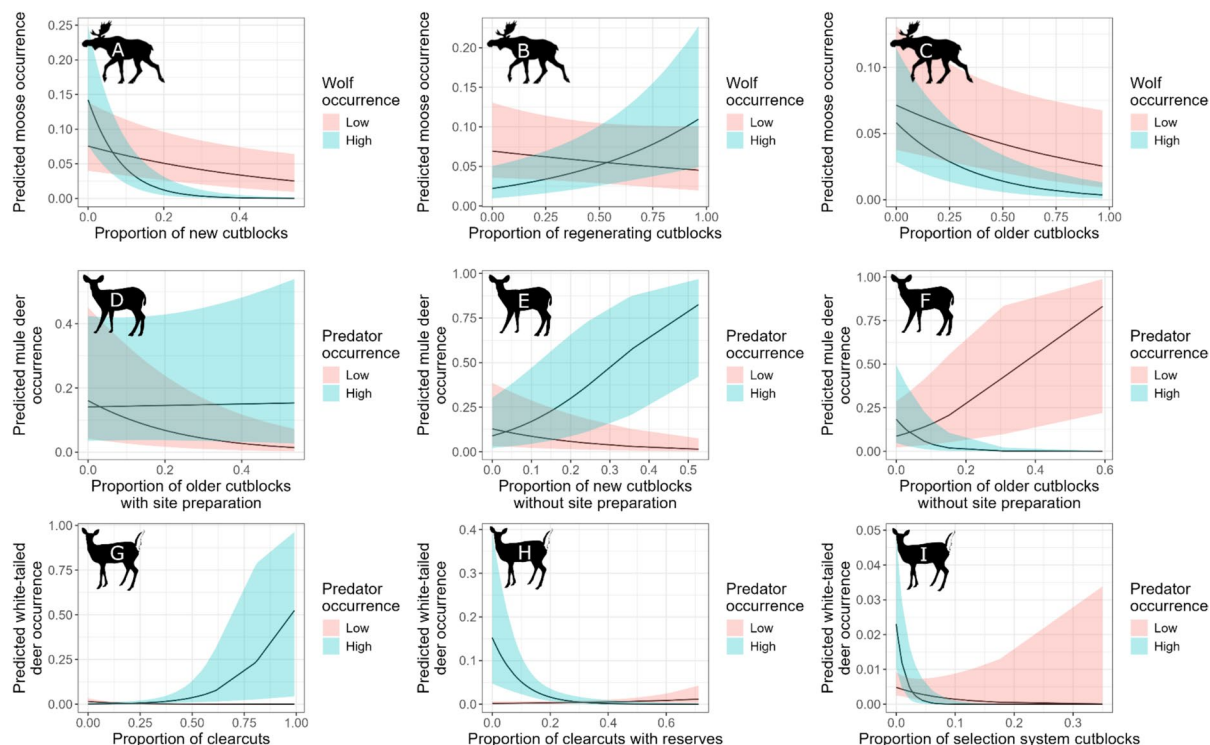 0.25
0.20
0.15
0.10
0.05
0.00
Predicted moose occurrence
A
0.0
0.2
0.4
Proportion of new cutblocks
Wolf
occurrence
Low
High
0.20
0.15
0.10
0.05
0.00
Predicted moose occurrence
B
0.00
0.25
0.50
0.75
1.00
Proportion of regenerating cutblocks
Wolf
occurrence
Low
High
0.10
0.05
0.00
Predicted moose occurrence
C
0.00
0.25
0.50
0.75
1.00
Proportion of older cutblocks
Wolf
occurrence
Low
High
0.4
0.2
0.0
Predicted mule deer
occurrence
D
0.0
0.2
0.4
Proportion of older cutblocks
with site preparation
Predator
occurrence
Low
High
1.00
0.75
0.50
0.25
0.00
Predicted mule deer
occurrence
E
0.0
0.1
0.2
0.3
0.4
0.5
Proportion of new cutblocks
without site preparation
Predator
occurrence
Low
High
1.00
0.75
0.50
0.25
0.00
Predicted mule deer
occurrence
F
0.0
0.2
0.4
0.6
Proportion of older cutblocks
without site preparation
Predator
occurrence
Low
High
1.00
0.75
0.50
0.25
0.00
Predicted white-tailed
deer occurrence
G
0.00
0.25
0.50
0.75
1.00
Proportion of clearcuts
Predator
occurrence
Low
High
0.4
0.3
0.2
0.1
0.0
Predicted white-tailed
deer occurrence
H
0.0
0.2
0.4
0.6
Proportion of clearcuts with reserves
Predator
occurrence
Low
High
0.05
0.04
0.03
0.02
0.01
0.00
Predicted white-tailed
deer occurrence
I
0.0
0.1
0.2
0.3
Proportion of selection system cutblocks
Predator
occurrence
Low
High